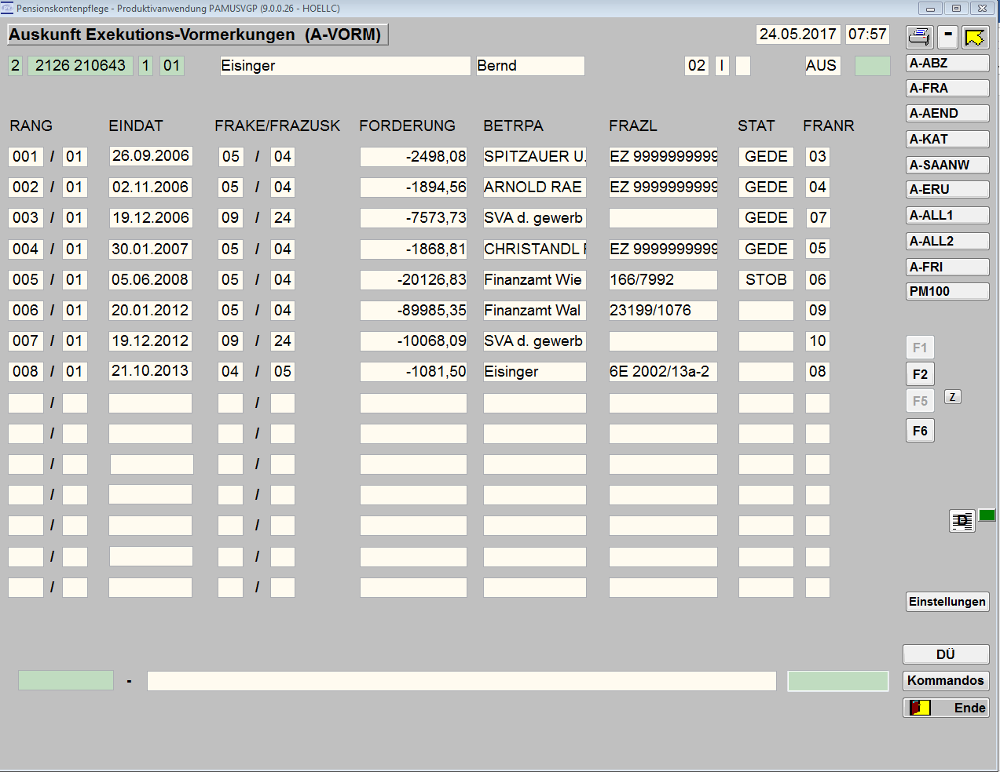 Pensionskontenpflege - Produktivanwendung PAMUSVGP (9.0.0.26 - HOELLC)
Auskunft Exekutions-Vormerkungen (A-VORM) 24.05.2017 07:57 -
2 2126 210643 1 01 Eisinger Bernd 02 I AUS
A-ABZ
A-FRA
A-AEND
A-KAT
A-SAANW
A-ERU
A-ALL1
A-ALL2
A-FRI
PM100
RANG EINDAT FRAKE/FRAZUSK FORDERUNG BETRPA FRAZL STAT FRANR
001 / 01 26.09.2006 05 / 04 -2498,08 SPITZAUER U. EZ 9999999999 GEDE 03
002 / 01 02.11.2006 05 / 04 -1894,56 ARNOLD RAE EZ 9999999999 GEDE 04
003 / 01 19.12.2006 09 / 24 -7573,73 SVA d. gewerb GEDE 07
004 / 01 30.01.2007 05 / 04 -1868,81 CHRISTANDL EZ 9999999999 GEDE 05
005 / 01 05.06.2008 05 / 04 -20126,83 Finanzamt Wie 166/7992 STOB 06
006 / 01 20.01.2012 05 / 04 -89985,35 Finanzamt Wal 23199/1076 09
007 / 01 19.12.2012 09 / 24 -10068,09 SVA d. gewerb 10
008 / 01 21.10.2013 04 / 05 -1081,50 Eisinger 6E 2002/13a-2 08
/ /
/ /
/ /
/ /
/ /
/ /
/ /
F1
F2
F5 Z
F6
D
Einstellungen
DÜ
- Kommandos
Ende